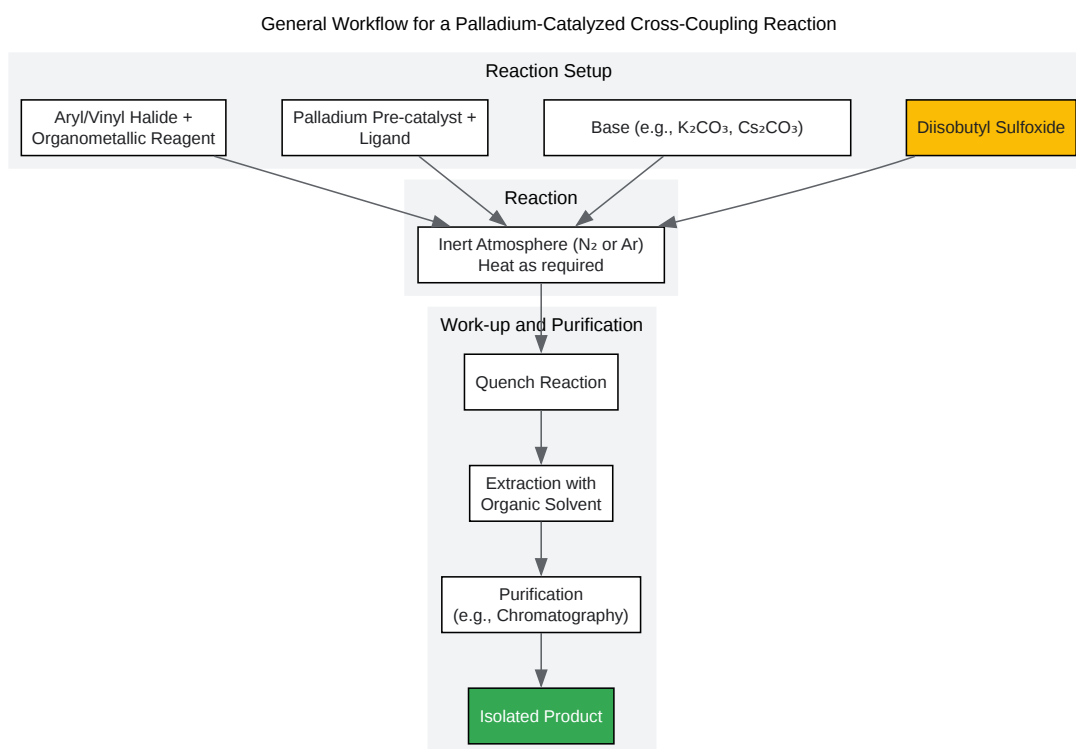 General Workflow for a Palladium-Catalyzed Cross-Coupling Reaction
Reaction Setup
Aryl/Vinyl Halide +
Organometallic Reagent
Palladium Pre-catalyst +
Ligand
Base (e.g., K₂CO₃, Cs₂CO₃)
Diisobutyl Sulfoxide
Reaction
Inert Atmosphere (N₂ or Ar)
Heat as required
Work-up and Purification
Quench Reaction
Extraction with
Organic Solvent
Purification
(e.g., Chromatography)
Isolated Product